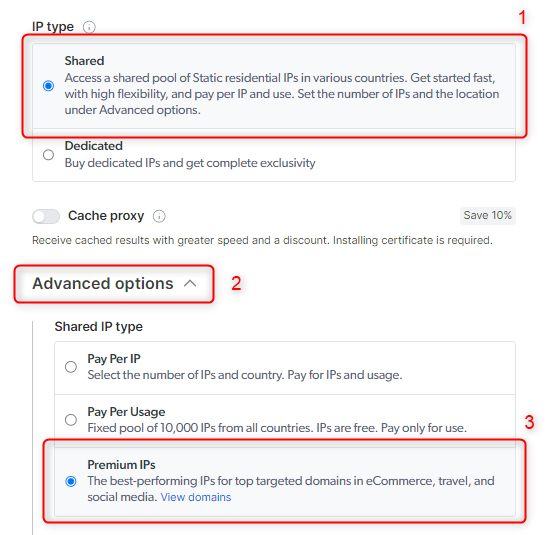 1
IP type
Shared
Access a shared pool of Static residential IPs in various countries. Get started fast,
with high flexibility, and pay per IP and use. Set the number of IPs and the location
under Advanced options.
Dedicated
Buy dedicated IPs and get complete exclusivity
Cache proxy
Save 10%
Receive cached results with greater speed and a discount. Installing certificate is required.
Advanced options
2
Shared IP type
Pay Per IP
Select the number of IPs and country. Pay for IPs and usage.
Pay Per Usage
Fixed pool of 10,000 IPs from all countries. IPs are free. Pay only for use.
3
Premium IPs
The best-performing IPs for top targeted domains in eCommerce, travel, and
social media. View domains